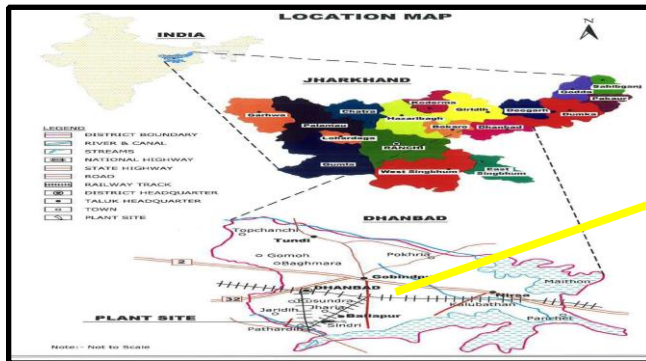 LOCATION MAP
N
INDIA
JHARKHAND
Sahibganj
Godda
Pakaur
Koderma
Garhwa
Chatra
Giridih
Deogarh
Palamau
Hazaribagh
Dumka
Bokaro
Dhanbad
Lohardaga
RANCHI
Gumla
West Singbhum
East Singbhum
LEGEND
DISTRICT BOUNDARY
RIVER & CANAL
STREAMS
NATIONAL HIGHWAY
STATE HIGHWAY
ROAD
RAILWAY TRACK
DISTRICT HEADQUARTER
TALUK HEADQUARTER
TOWN
PLANT SITE
DHANBAD
Topchanchi
Tundi
Gomoh
Pokhria
2
Baghmara
Gobindpur
Maithon
DHANBAD
32
Kusundra
Nirsa
Jharia
Kalubathan
Jaridih
PLANT SITE
Baliapur
Panchet
Sindri
Pathardih
Note:- Not to Scale